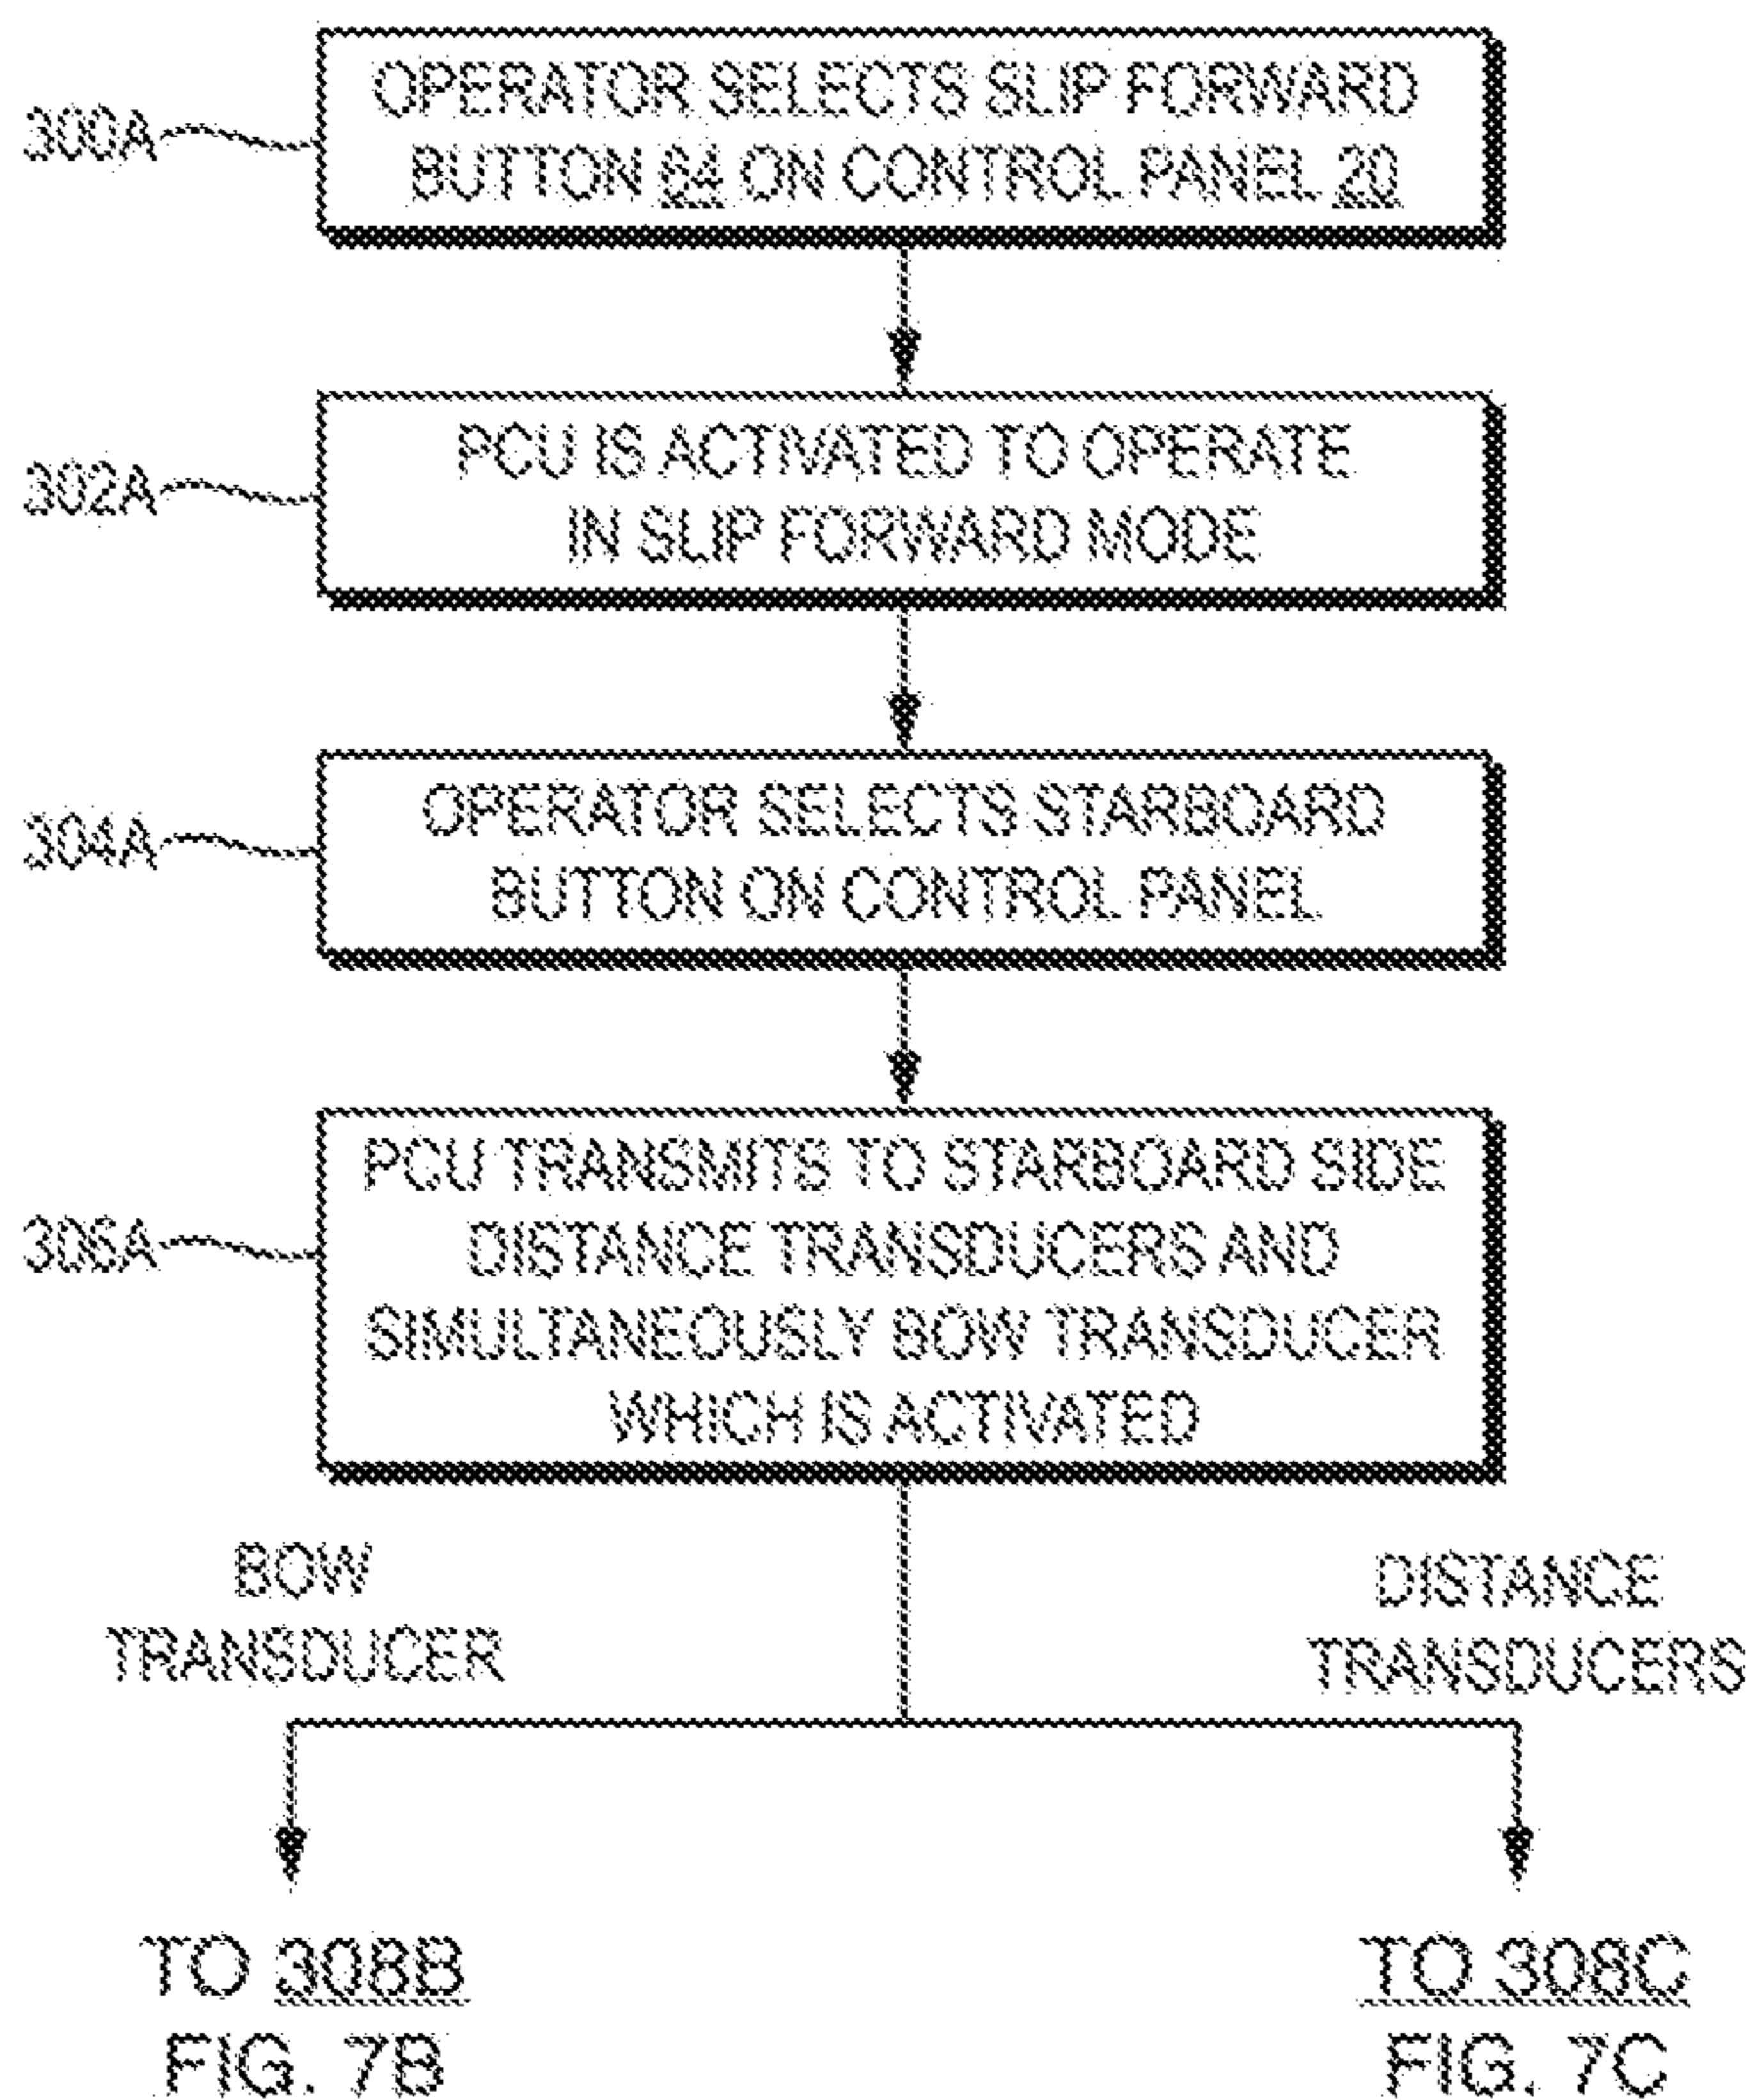 300A
OPERATOR SELECTS SLIP FORWARD
BUTTON 64 ON CONTROL PANEL 20
302A
PCU IS ACTIVATED TO OPERATE
IN SLIP FORWARD MODE
304A
OPERATOR SELECTS STARBOARD
BUTTON ON CONTROL PANEL
306A
PCU TRANSMITS TO STARBOARD SIDE
DISTANCE TRANSDUCERS AND
SIMULTANEOUSLY BOW TRANSDUCER
WHICH IS ACTIVATED
BOW
TRANSDUCER
DISTANCE
TRANSDUCERS
TO 308B
FIG. 7B
TO 308C
FIG. 7C